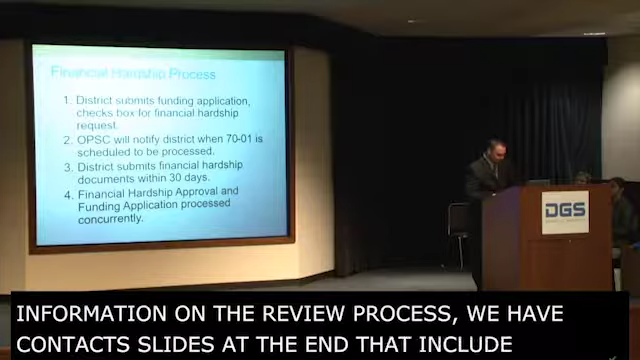 Financial Hardship Process
1. District submits funding application,
checks box for financial hardship
request.
2. OPSC will notify district when 70-01 is
scheduled to be processed.
3. District submits financial hardship
documents within 30 days.
4. Financial Hardship Approval and
Funding Application processed
concurrently.
DGS
DGS
INFORMATION ON THE REVIEW PROCESS, WE HAVE
CONTACTS SLIDES AT THE END THAT INCLUDE